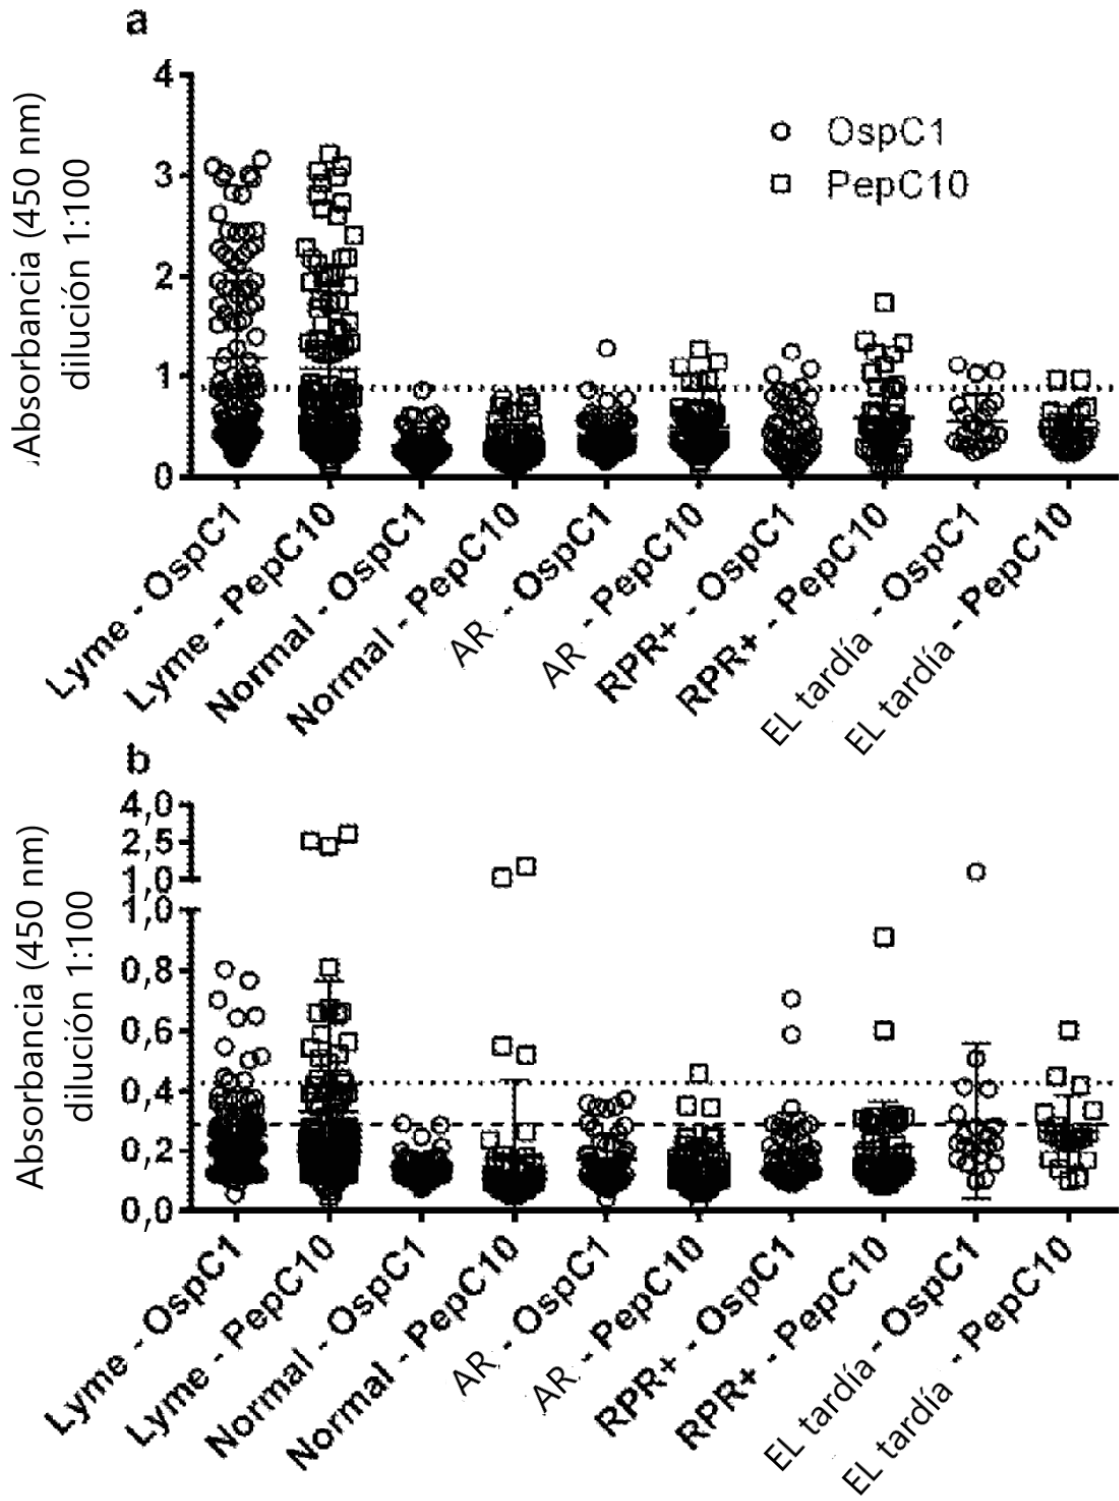 a
Absorbancia (450 nm)
dilución 1:100
4
3
2
1
0
OspC1
PepC10
Lyme - OspC1
Lyme - PepC10
Normal - OspC1
Normal - PepC10
AR - OspC1
AR - PepC10
RPR+ - OspC1
RPR+ - PepC10
EL tardía - OspC1
EL tardía - PepC10
b
Absorbancia (450 nm)
dilución 1:100
4,0
2,5
1,0
1,0
0,8
0,6
0,4
0,2
0,0
Lyme - OspC1
Lyme - PepC10
Normal - OspC1
Normal - PepC10
AR - OspC1
AR - PepC10
RPR+ - OspC1
RPR+ - PepC10
EL tardía - OspC1
EL tardía - PepC10